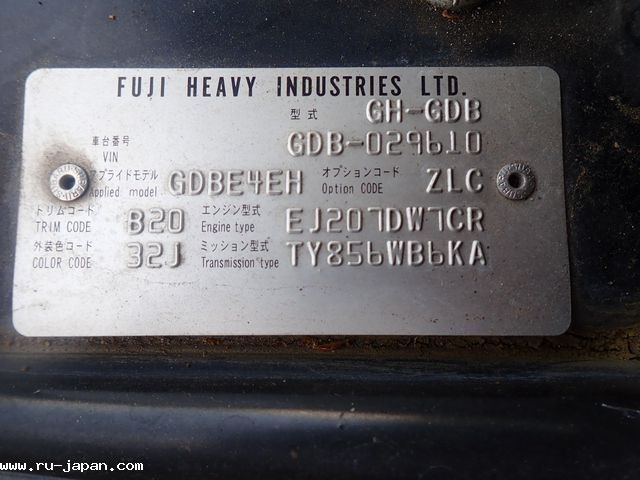 FUJI HEAVY INDUSTRIES LTD.
型式 GH-GDB
車台番号 VIN GDB-029610
アプライドモデル Applied model GDBE4EH オプションコード Option CODE ZLC
トリムコード TRIM CODE B20 エンジン型式 Engine type EJ207DW7CR
外装色コード COLOR CODE 32J ミッション型式 Transmission type TY856WB6KA
www.ru-japan.com